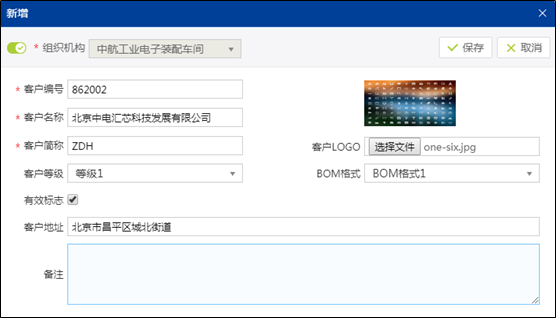 新增
* 组织机构 中航工业电子装配车间 保存 取消
* 客户编号 862002
* 客户名称 北京中电汇芯科技发展有限公司
* 客户简称 ZDH 客户LOGO 选择文件 one-six.jpg
客户等级 等级1 BOM格式 BOM格式1
有效标志
客户地址 北京市昌平区城北街道
备注